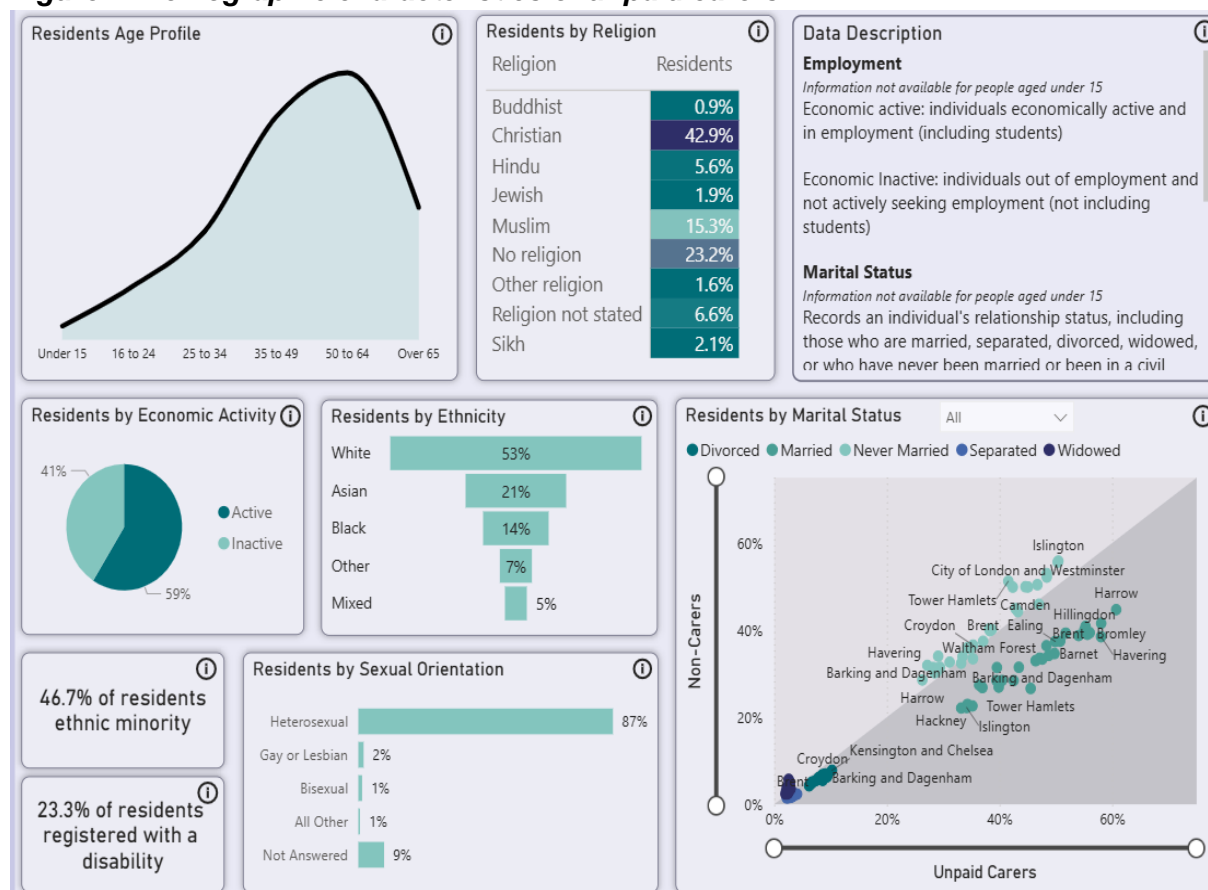 Residents Age Profile
Under 15 16 to 24 25 to 34 35 to 49 50 to 64 Over 65
Residents by Religion
Religion Residents
Buddhist 0.9%
Christian 42.9%
Hindu 5.6%
Jewish 1.9%
Muslim 15.3%
No religion 23.2%
Other religion 1.6%
Religion not stated 6.6%
Sikh 2.1%
Data Description
Employment
Information not available for people aged under 15
Economic active: individuals economically active and
in employment (including students)
Economic Inactive: individuals out of employment and
not actively seeking employment (not including
students)
Marital Status
Information not available for people aged under 15
Records an individual's relationship status, including
those who are married, separated, divorced, widowed,
or who have never been married or been in a civil
Residents by Economic Activity
41%
59%
Active
Inactive
Residents by Ethnicity
White 53%
Asian 21%
Black 14%
Other 7%
Mixed 5%
Residents by Marital Status All
Divorced Married Never Married Separated Widowed
Non-Carers
60%
40%
20%
0%
Islington
City of London and Westminster
Tower Hamlets
Harrow
Camden
Hillingdon
Croydon Brent Ealing Brent Bromley
Havering Waltham Forest Barnet Havering
Barking and Dagenham Barking and Dagenham
Harrow Tower Hamlets
Hackney Islington
Kensington and Chelsea
Croydon
Brent Barking and Dagenham
0% 20% 40% 60%
Unpaid Carers
46.7% of residents
ethnic minority
23.3% of residents
registered with a
disability
Residents by Sexual Orientation
Heterosexual 87%
Gay or Lesbian 2%
Bisexual 1%
All Other 1%
Not Answered 9%